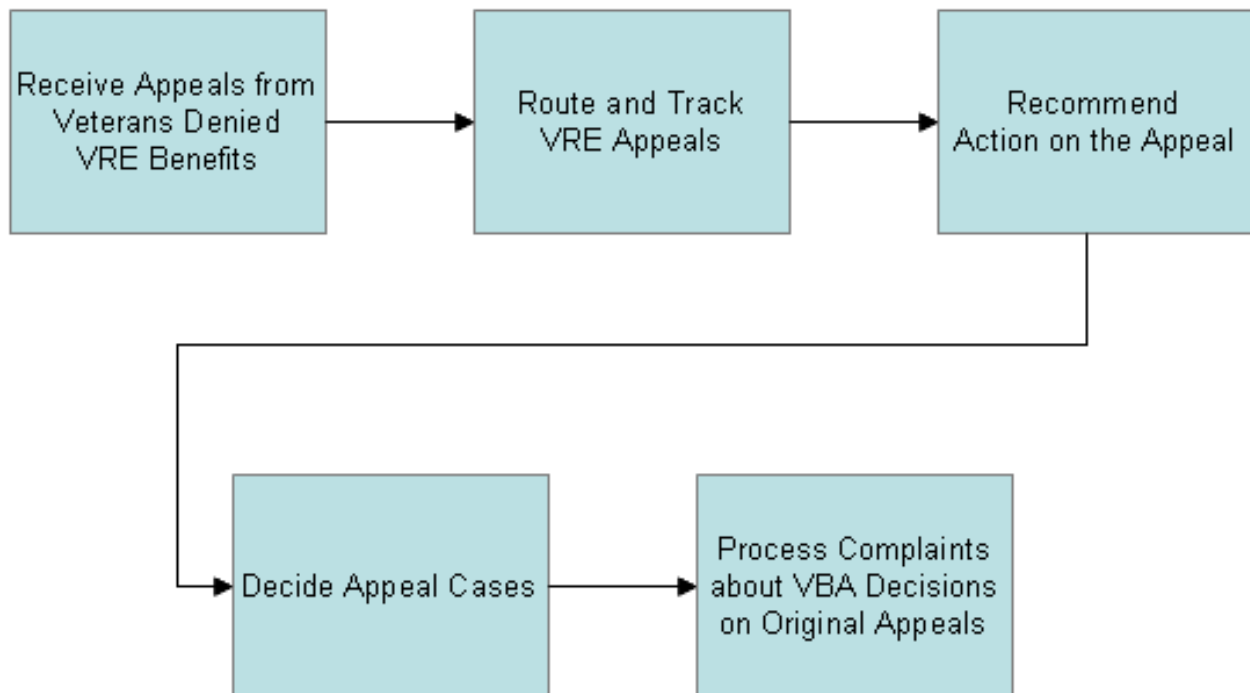 Receive Appeals from
Veterans Denied
VRE Benefits
Route and Track
VRE Appeals
Recommend
Action on the Appeal
Decide Appeal Cases
Process Complaints
about VBA Decisions
on Original Appeals